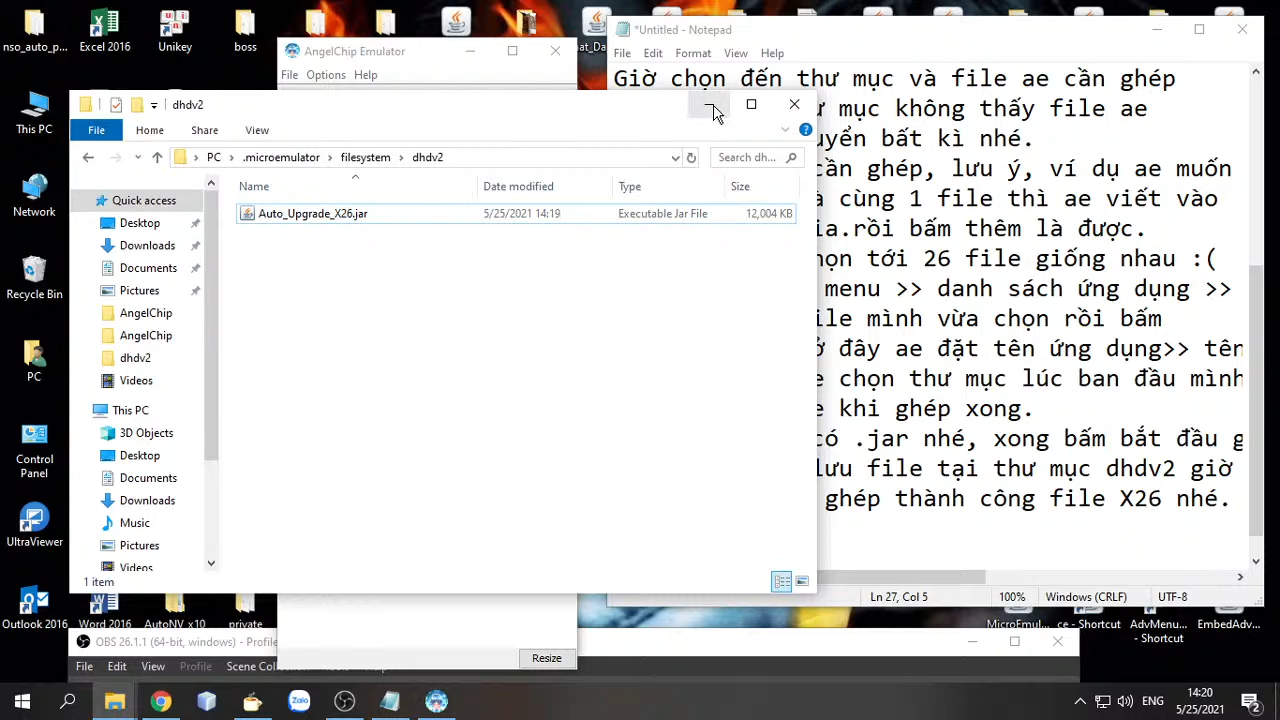 nso_auto_p...
Excel 2016
Unikey
boss
This PC
Network
Recycle Bin
PC
Control
Panel
UltraViewer
Outlook 2016
Word 2016
AutoNV x10
private
AngelChip Emulator
File Options Help
Resize
*Untitled - Notepad
File Edit Format View Help
Giờ chọn đến thư mục và file ae cần ghép
mục không thấy file ae
uyển bất kì nhé.
cần ghép, lưu ý, ví dụ ae muốn
cùng 1 file thì ae viết vào
ia.rồi bấm thêm là được.
họn tới 26 file giống nhau :(
menu >> danh sách ứng dụng >>
ile mình vừa chọn rồi bấm
ở đây ae đặt tên ứng dụng>> tên
chọn thư mục lúc ban đầu mình
khi ghép xong.
có .jar nhé, xong bấm bắt đầu g
lưu file tại thư mục dhdv2 giờ
ghép thành công file X26 nhé.
Ln 27, Col 5
100%
Windows (CRLF)
UTF-8
dhdv2
File Home Share View
PC .microemulator filesystem dhdv2
Search dh...
Name Date modified Type Size
Auto_Upgrade_X26.jar 5/25/2021 14:19 Executable Jar File 12,004 KB
Quick access
Desktop
Downloads
Documents
Pictures
AngelChip
AngelChip
dhdv2
Videos
This PC
3D Objects
Desktop
Documents
Downloads
Music
Pictures
Videos
1 item
MicroEmul...
ce - Shortcut
AdvMenu...
- Shortcut
EmbedAdv...
OBS 26.1.1 (64-bit, windows) - Profile
File Edit View Profile Scene Co
Zalo
ENG
14:20
5/25/2021
2